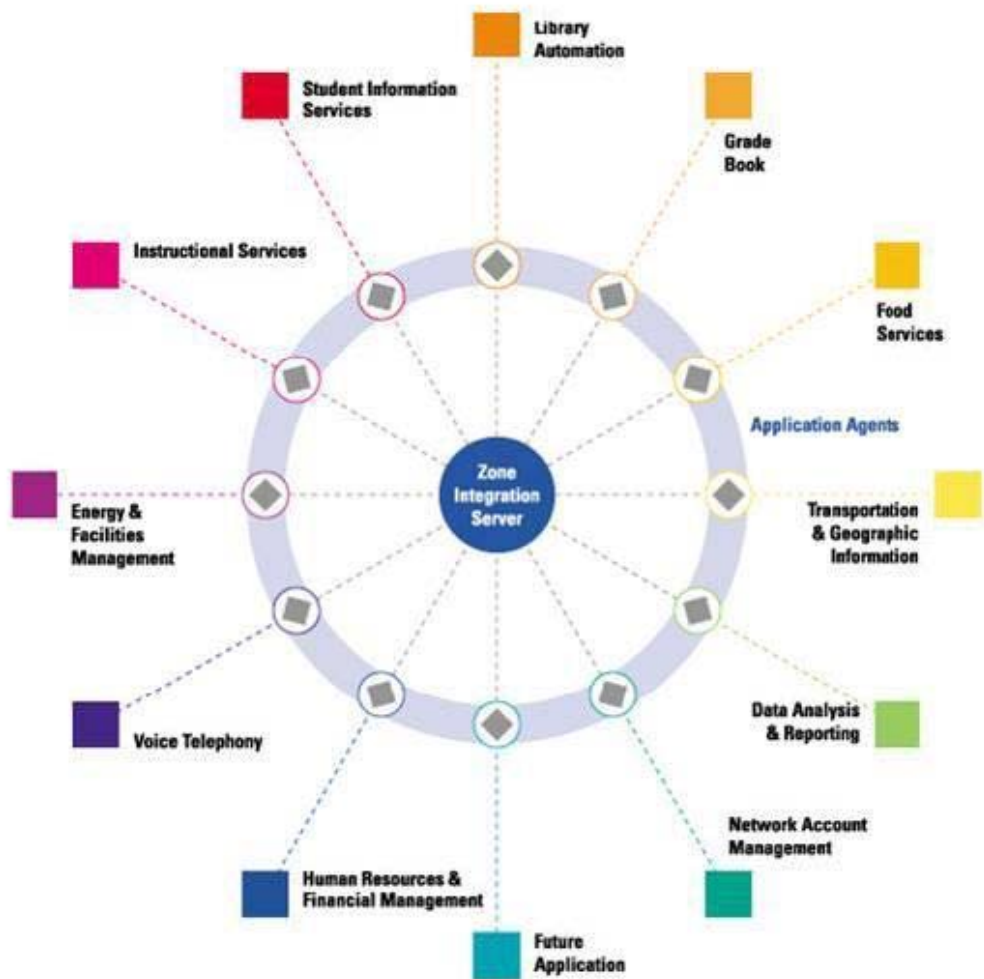 Library
Automation
Student Information
Services
Grade
Book
Instructional Services
Food
Services
Application Agents
Zone
Integration
Server
Energy &
Facilities
Management
Transportation
& Geographic
Information
Voice Telephony
Data Analysis
& Reporting
Network Account
Management
Human Resources &
Financial Management
Future
Application